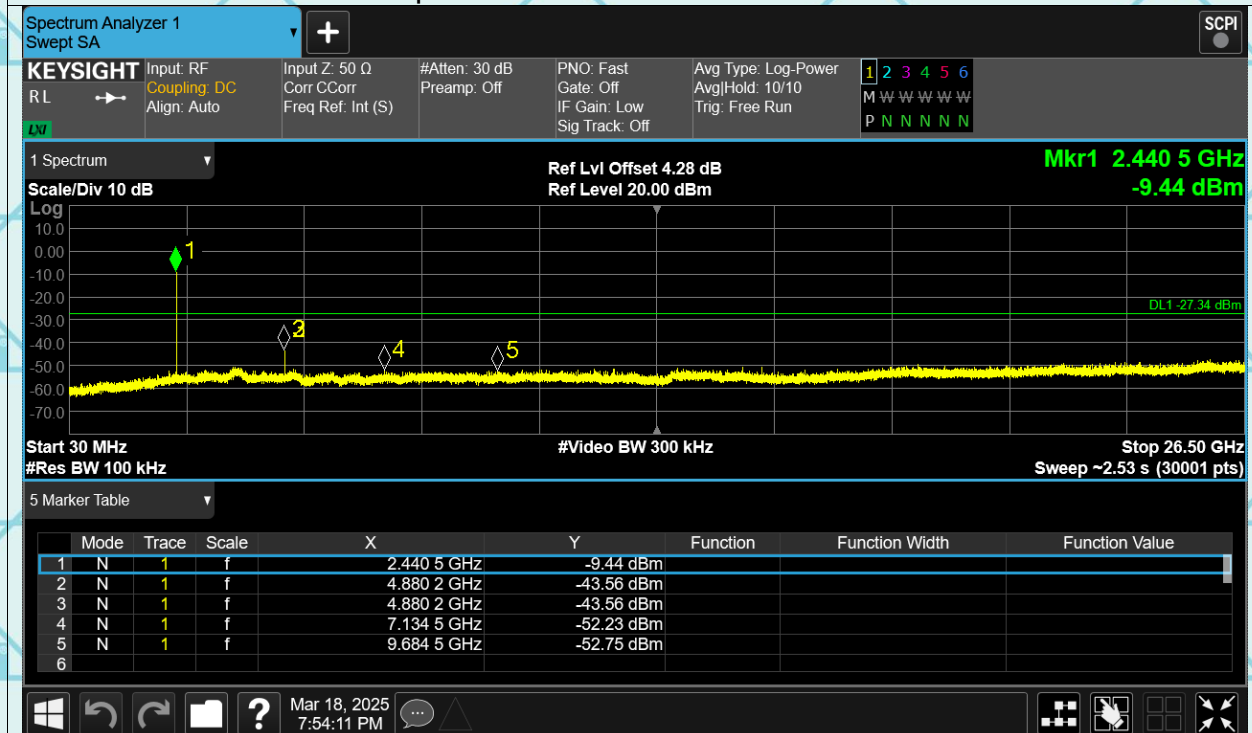 Spectrum Analyzer 1
Swept SA
+
SCPI
KEYSIGHT
RL
LXI
Input: RF
Coupling: DC
Align: Auto
Input Z: 50 Ω
Corr CCorr
Freq Ref: Int (S)
#Atten: 30 dB
Preamp: Off
PNO: Fast
Gate: Off
IF Gain: Low
Sig Track: Off
Avg Type: Log-Power
Avg|Hold: 10/10
Trig: Free Run
1 2 3 4 5 6
M W W W W W
P N N N N N N
1 Spectrum
Scale/Div 10 dB
Ref Lvl Offset 4.28 dB
Ref Level 20.00 dBm
Mkr1 2.440 5 GHz
-9.44 dBm
Log
10.0
0.00
-10.0
-20.0
-30.0
-40.0
-50.0
-60.0
-70.0
1
3
4
5
DL1 -27.34 dBm
Start 30 MHz
#Video BW 300 kHz
Stop 26.50 GHz
#Res BW 100 kHz
Sweep ~2.53 s (30001 pts)
5 Marker Table
Mode Trace Scale X Y Function Function Width Function Value
1 N 1 f 2.440 5 GHz -9.44 dBm
2 N 1 f 4.880 2 GHz -43.56 dBm
3 N 1 f 4.880 2 GHz -43.56 dBm
4 N 1 f 7.134 5 GHz -52.23 dBm
5 N 1 f 9.684 5 GHz -52.75 dBm
6
?
Mar 18, 2025
7:54:11 PM